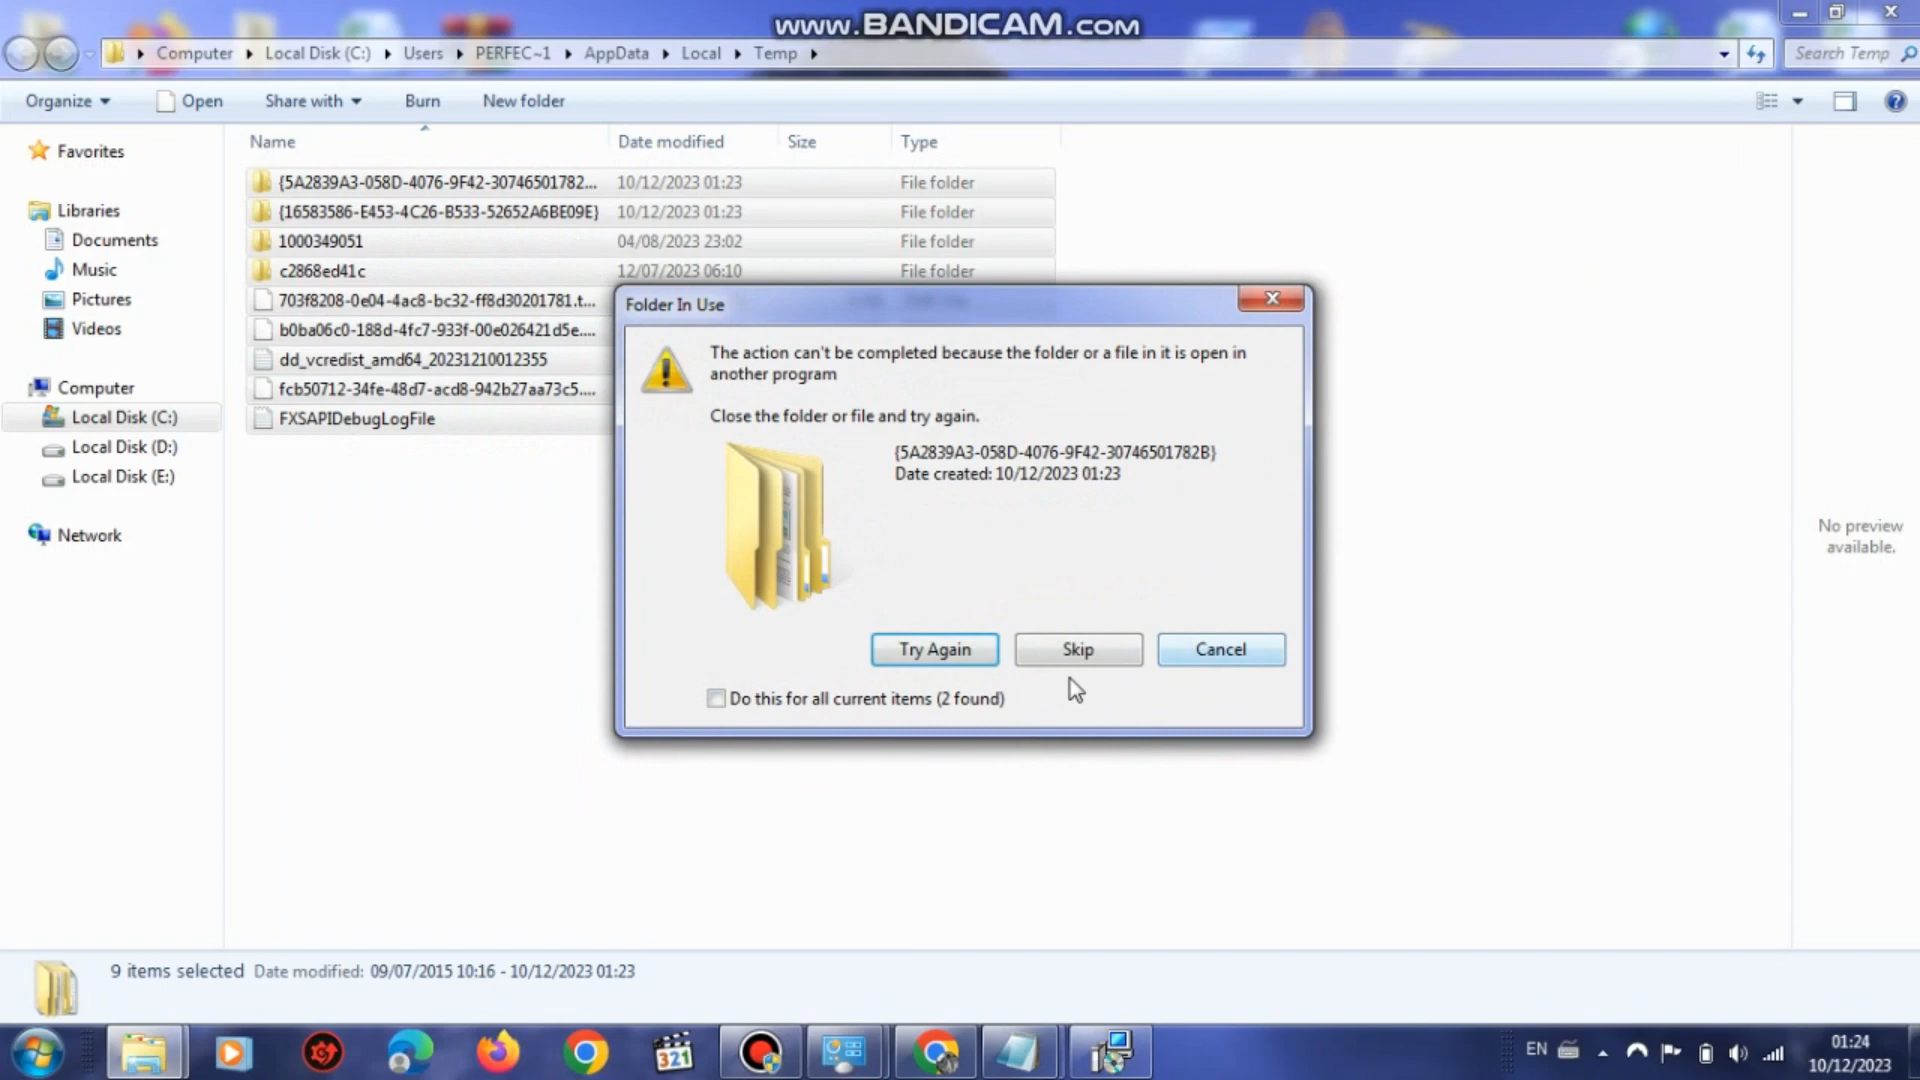 www.BANDICAM.com
Computer Local Disk (C:) Users PERFEC~1 AppData Local Temp
Search Temp
Organize Open Share with Burn New folder
Name Date modified Size Type
Favorites
Libraries
Documents
Music
Pictures
Videos
Computer
Local Disk (C:)
Local Disk (D:)
Local Disk (E:)
Network
{5A2839A3-058D-4076-9F42-30746501782... 10/12/2023 01:23 File folder
{16583586-E453-4C26-B533-52652A6BE09E} 10/12/2023 01:23 File folder
1000349051 04/08/2023 23:02 File folder
c2868ed41c 12/07/2023 06:10 File folder
703f8208-0e04-4ac8-bc32-ff8d30201781.t...
b0ba06c0-188d-4fc7-933f-00e026421d5e....
dd_vcredist_amd64_20231210012355
fcb50712-34fe-48d7-acd8-942b27aa73c5....
FXSAPIDebugLogFile
Folder In Use
The action can't be completed because the folder or a file in it is open in
another program
Close the folder or file and try again.
{5A2839A3-058D-4076-9F42-30746501782B}
Date created: 10/12/2023 01:23
Try Again Skip Cancel
Do this for all current items (2 found)
No preview
available.
9 items selected Date modified: 09/07/2015 10:16 - 10/12/2023 01:23
321
EN
01:24
10/12/2023